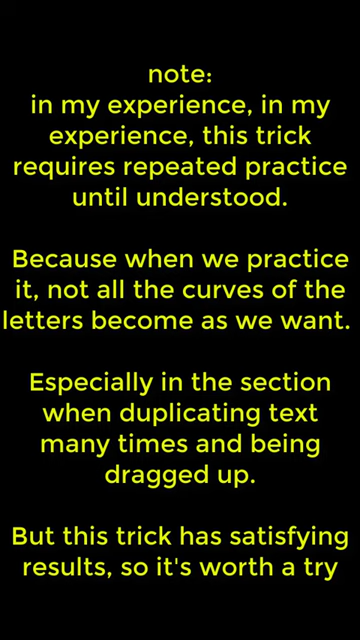 note:
in my experience, in my
experience, this trick
requires repeated practice
until understood.
Because when we practice
it, not all the curves of the
letters become as we want.
Especially in the section
when duplicating text
many times and being
dragged up.
But this trick has satisfying
results, so it's worth a try